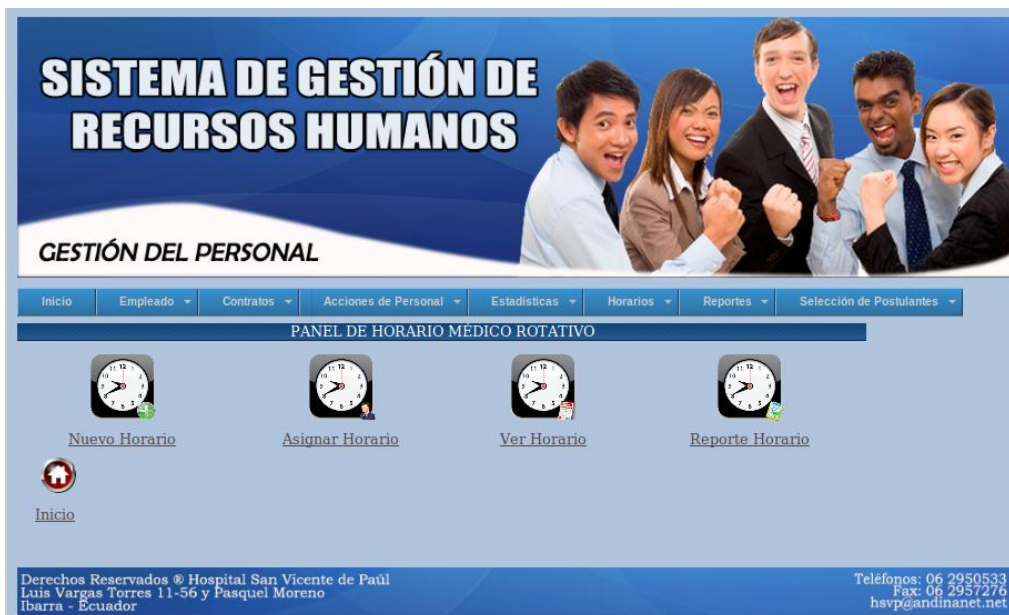 SISTEMA DE GESTIÓN DE
RECURSOS HUMANOS
GESTIÓN DEL PERSONAL
Inicio Empleado Contratos Acciones de Personal Estadísticas Horarios Reportes Selección de Postulantes
PANEL DE HORARIO MÉDICO ROTATIVO
Nuevo Horario Asignar Horario Ver Horario Reporte Horario
Inicio
Derechos Reservados ® Hospital San Vicente de Paúl
Luis Vargas Torres 11-56 y Pasquel Moreno
Ibarra - Ecuador
Teléfonos: 06 2950533
Fax: 06 2957276
hsvp@andinanet.net